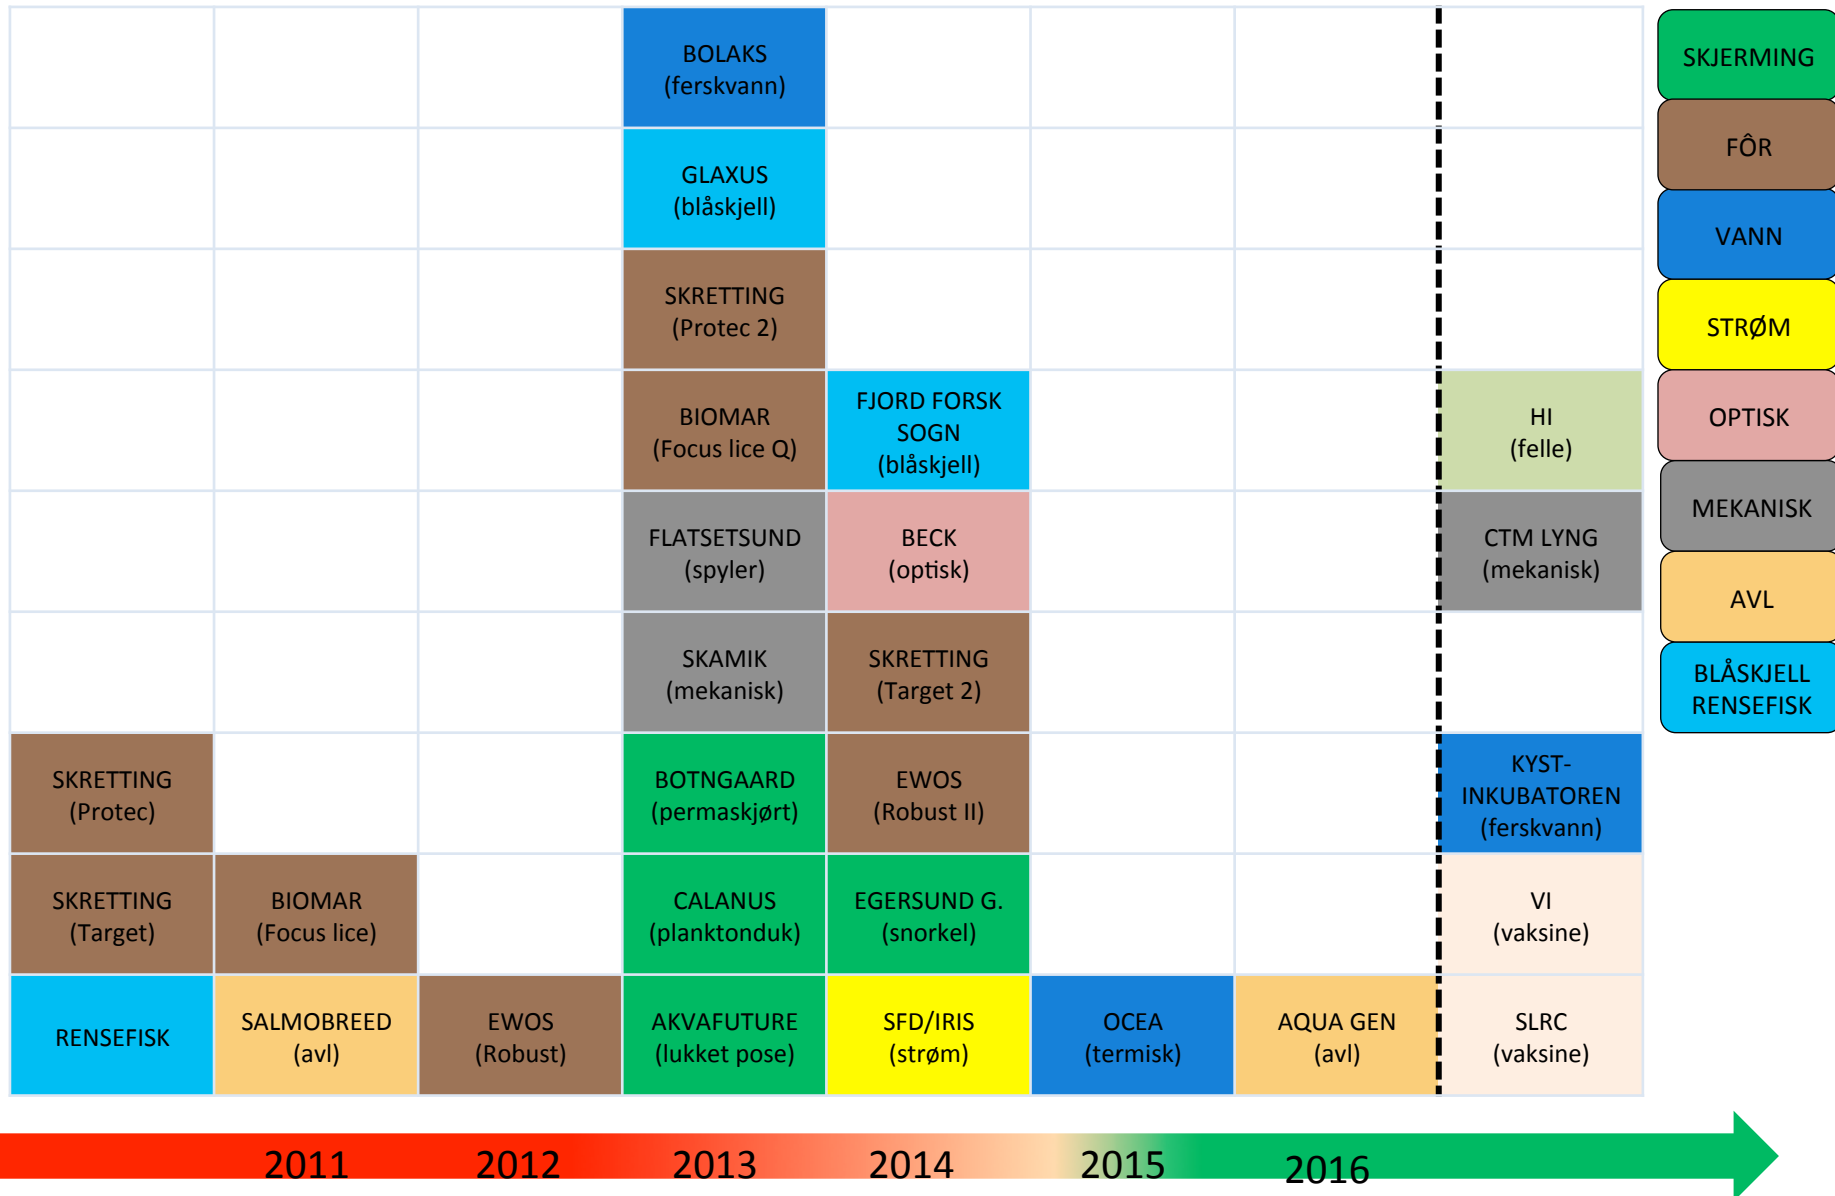 BOLAKS
(ferskvann)
SKJERMING
FÔR
GLAXUS
(blåskjell)
VANN
SKRETTING
(Protec 2)
STRØM
BIOMAR
(Focus lice Q)
FJORD FORSK
SOGN
(blåskjell)
HI
(felle)
OPTISK
FLATSETSUND
(spyler)
BECK
(optisk)
CTM LYNG
(mekanisk)
MEKANISK
SKAMIK
(mekanisk)
SKRETTING
(Target 2)
AVL
BLÅSKJELL
RENSEFISK
SKRETTING
(Protec)
BOTNGAARD
(permaskjørt)
EWOS
(Robust II)
KYST-
INKUBATOREN
(ferskvann)
SKRETTING
(Target)
BIOMAR
(Focus lice)
CALANUS
(planktonduk)
EGERSUND G.
(snorkel)
VI
(vaksine)
RENSEFISK
SALMOBREED
(avl)
EWOS
(Robust)
AKVAFUTURE
(lukket pose)
SFD/IRIS
(strøm)
OCEA
(termisk)
AQUA GEN
(avl)
SLRC
(vaksine)
2011
2012
2013
2014
2015
2016